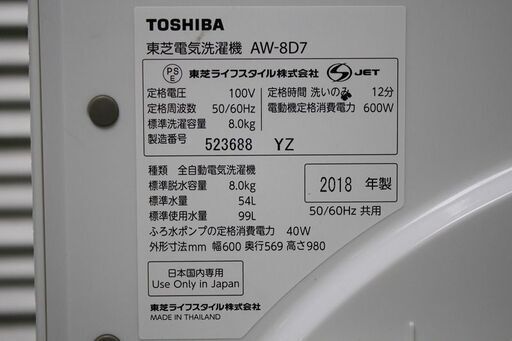 TOSHIBA
東芝電気洗濯機 AW-8D7
PS E 東芝ライフスタイル株式会社 S JET
定格電圧 100V 定格時間 洗いのみ 12分
定格周波数 50/60Hz 電動機定格消費電力 600W
標準洗濯容量 8.0kg
製造番号 523688 YZ
種類 全自動電気洗濯機
標準脱水容量 8.0kg 2018 年製
標準水量 54L
標準使用水量 99L 50/60Hz 共用
ふろ水ポンプの定格消費電力 40W
外形寸法mm 幅600 奥行569 高さ980
日本国内専用
Use Only in Japan
東芝ライフスタイル株式会社
MADE IN THAILAND